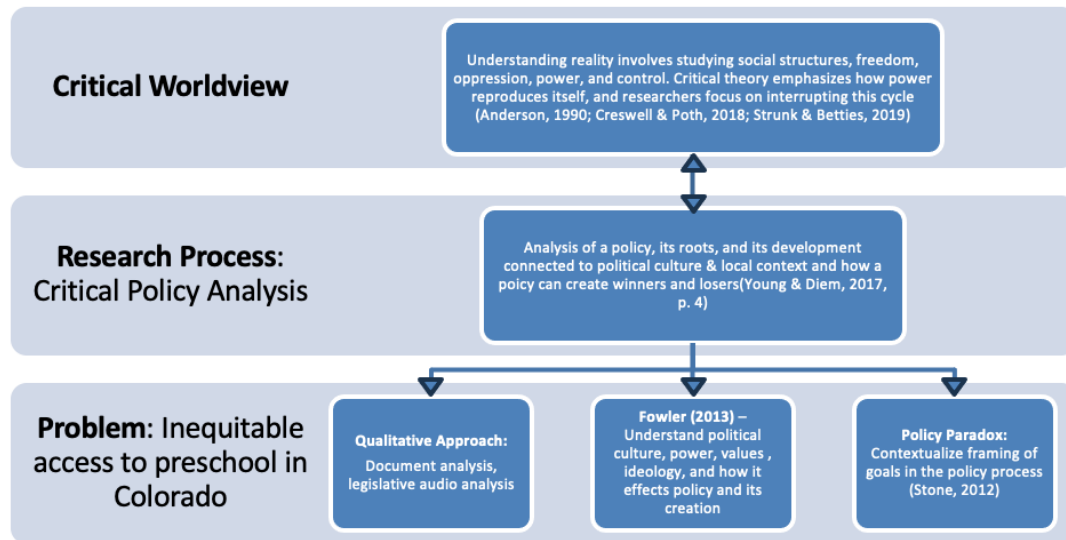 Critical Worldview
Understanding reality involves studying social structures, freedom,
oppression, power, and control. Critical theory emphasizes how power
reproduces itself, and researchers focus on interrupting this cycle
(Anderson, 1990; Creswell & Poth, 2018; Strunk & Betties, 2019)
Research Process:
Critical Policy Analysis
Analysis of a policy, its roots, and its development
connected to political culture & local context and how a
poicy can create winners and losers(Young & Diem, 2017,
p. 4)
Problem: Inequitable
access to preschool in
Colorado
Qualitative Approach:
Document analysis,
legislative audio analysis
Fowler (2013) –
Understand political
culture, power, values ,
ideology, and how it
effects policy and its
creation
Policy Paradox:
Contextualize framing of
goals in the policy process
(Stone, 2012)